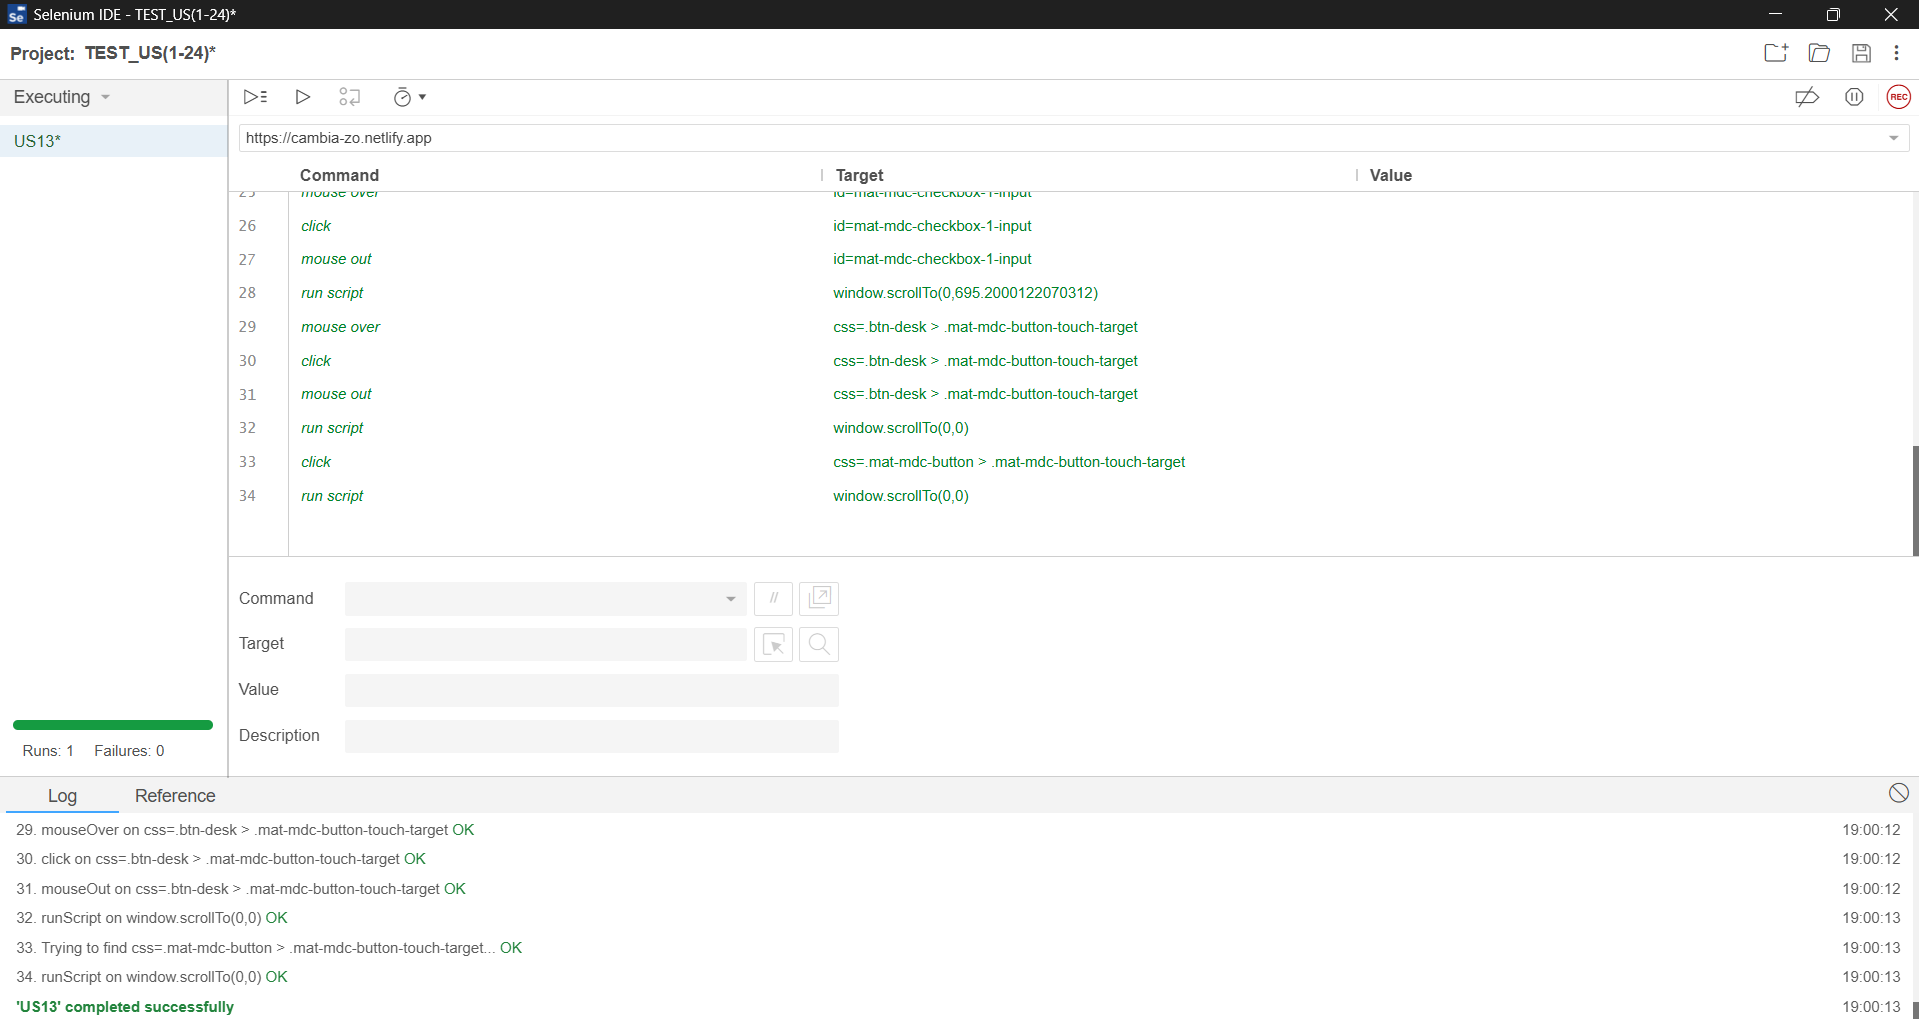 Selenium IDE - TEST_US(1-24)*
Project: TEST_US(1-24)*
Executing
US13*
REC
https://cambia-zo.netlify.app
Command Target Value
25 mouse over id=mat-mdc-checkbox-1-input
26 click id=mat-mdc-checkbox-1-input
27 mouse out id=mat-mdc-checkbox-1-input
28 run script window.scrollTo(0,695.2000122070312)
29 mouse over css=.btn-desk > .mat-mdc-button-touch-target
30 click css=.btn-desk > .mat-mdc-button-touch-target
31 mouse out css=.btn-desk > .mat-mdc-button-touch-target
32 run script window.scrollTo(0,0)
33 click css=.mat-mdc-button > .mat-mdc-button-touch-target
34 run script window.scrollTo(0,0)
Command //
Target
Value
Description
Runs: 1 Failures: 0
Log Reference
29. mouseOver on css=.btn-desk > .mat-mdc-button-touch-target OK 19:00:12
30. click on css=.btn-desk > .mat-mdc-button-touch-target OK 19:00:12
31. mouseOut on css=.btn-desk > .mat-mdc-button-touch-target OK 19:00:12
32. runScript on window.scrollTo(0,0) OK 19:00:13
33. Trying to find css=.mat-mdc-button > .mat-mdc-button-touch-target... OK 19:00:13
34. runScript on window.scrollTo(0,0) OK 19:00:13
'US13' completed successfully 19:00:13